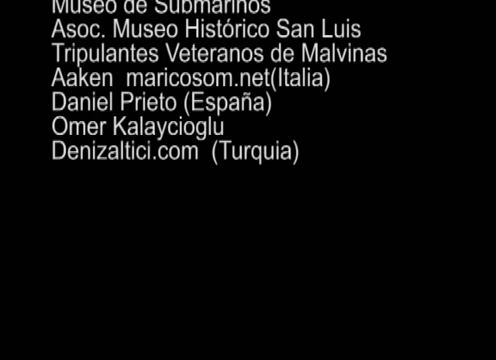 Museo de Submarinos
Asoc. Museo Histórico San Luis
Tripulantes Veteranos de Malvinas
Aaken  maricosom.net(Italia)
Daniel Prieto (España)
Omer Kalaycioglu
Denizaltici.com  (Turquia)